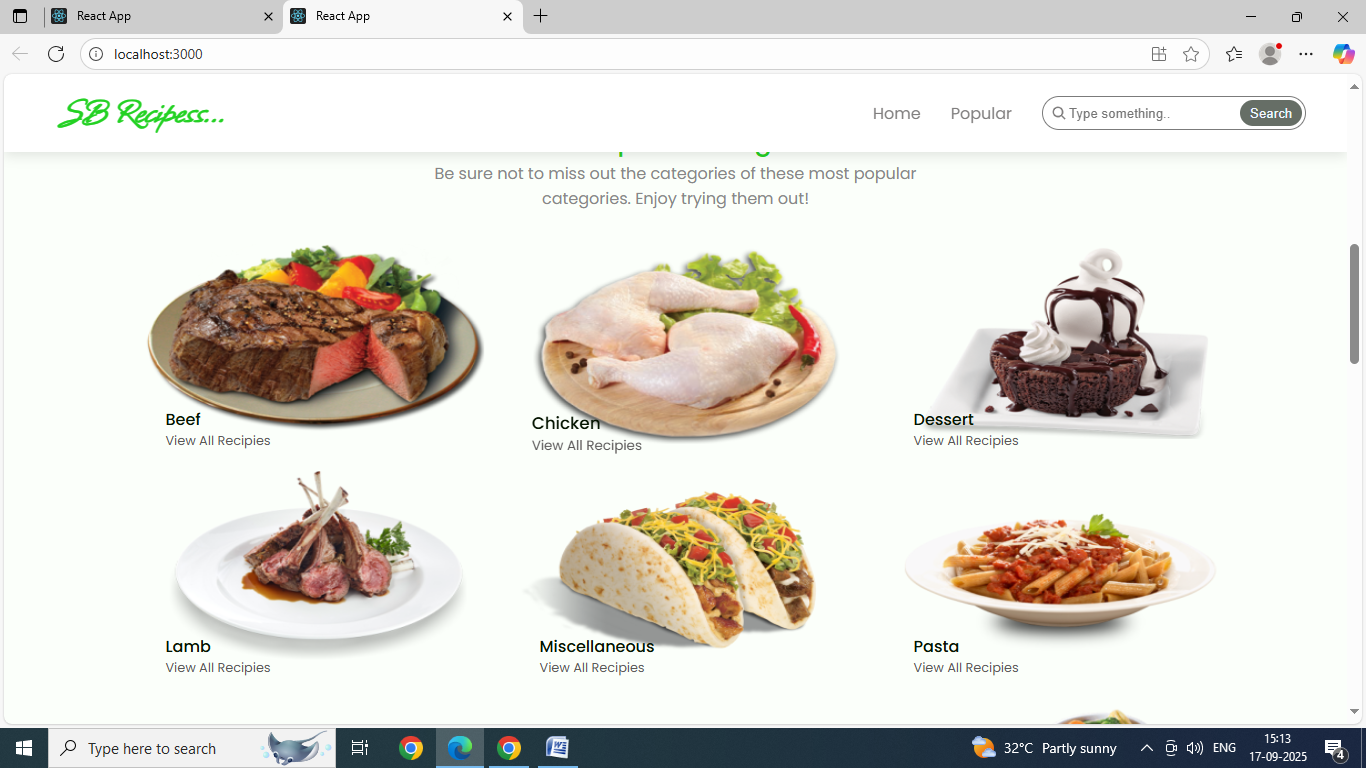 React App
React App
localhost:3000
SB Recipess...
Home
Popular
Type something..
Search
Be sure not to miss out the categories of these most popular
categories. Enjoy trying them out!
Beef
View All Recipies
Chicken
View All Recipies
Dessert
View All Recipies
Lamb
View All Recipies
Miscellaneous
View All Recipies
Pasta
View All Recipies
Type here to search
32°C Partly sunny
ENG
15:13
17-09-2025
4